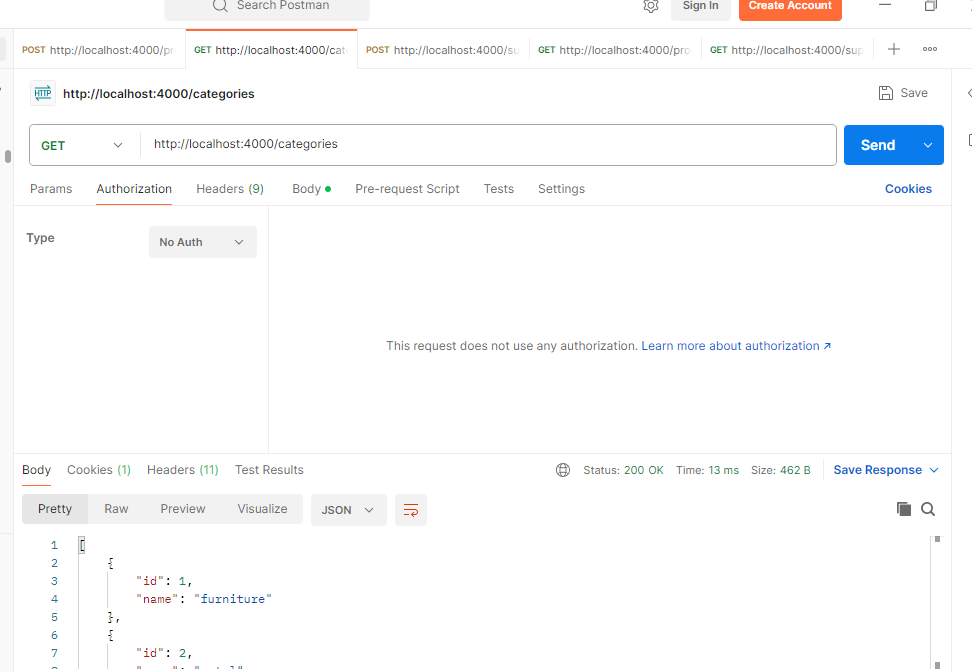 Search Postman
Sign In
Create Account
POST http://localhost:4000/pr
GET http://localhost:4000/cat
POST http://localhost:4000/su
GET http://localhost:4000/pro
GET http://localhost:4000/sup
HTTP http://localhost:4000/categories
Save
GET http://localhost:4000/categories
Send
Params Authorization Headers (9) Body Pre-request Script Tests Settings Cookies
Type No Auth
This request does not use any authorization. Learn more about authorization ↗
Body Cookies (1) Headers (11) Test Results Status: 200 OK Time: 13 ms Size: 462 B Save Response
Pretty Raw Preview Visualize JSON
1 [
2 {
3 "id": 1,
4 "name": "furniture"
5 },
6 {
7 "id": 2,